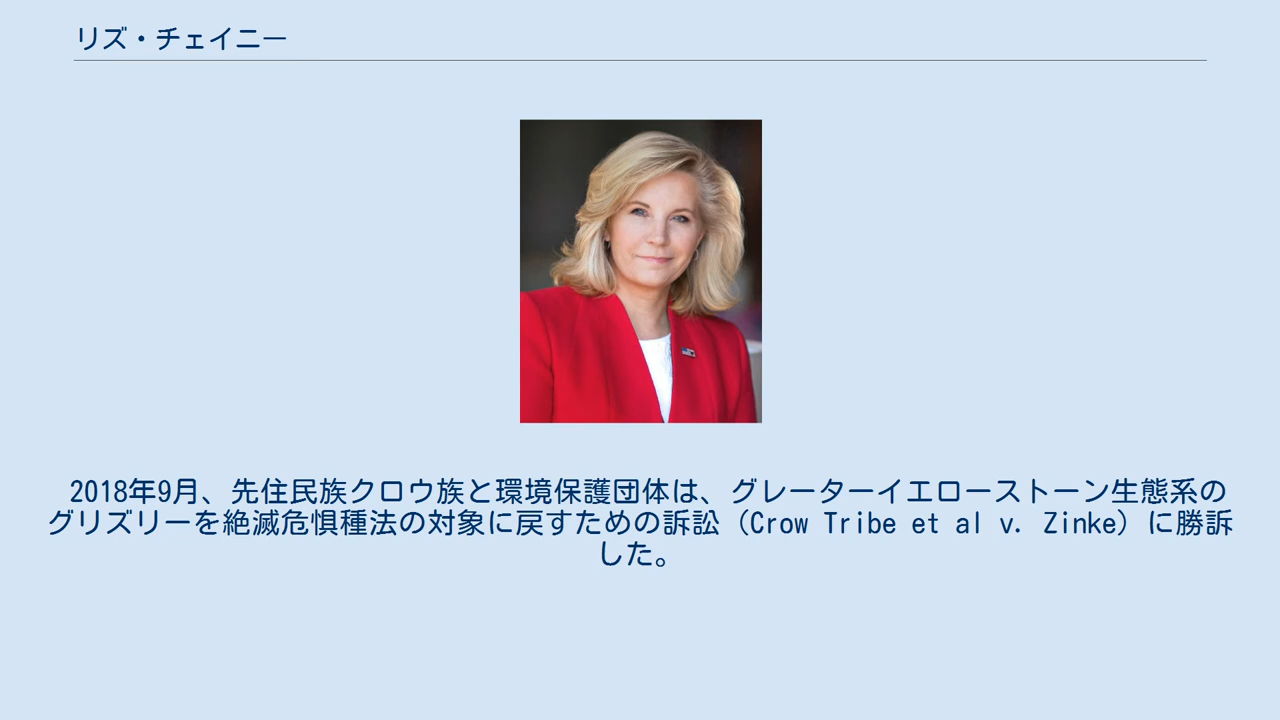 リズ・チェイニー
2018年9月、先住民族クロウ族と環境保護団体は、グレーターイエローストーン生態系の
グリズリーを絶滅危惧種法の対象に戻すための訴訟（Crow Tribe et al v. Zinke）に勝訴
した。